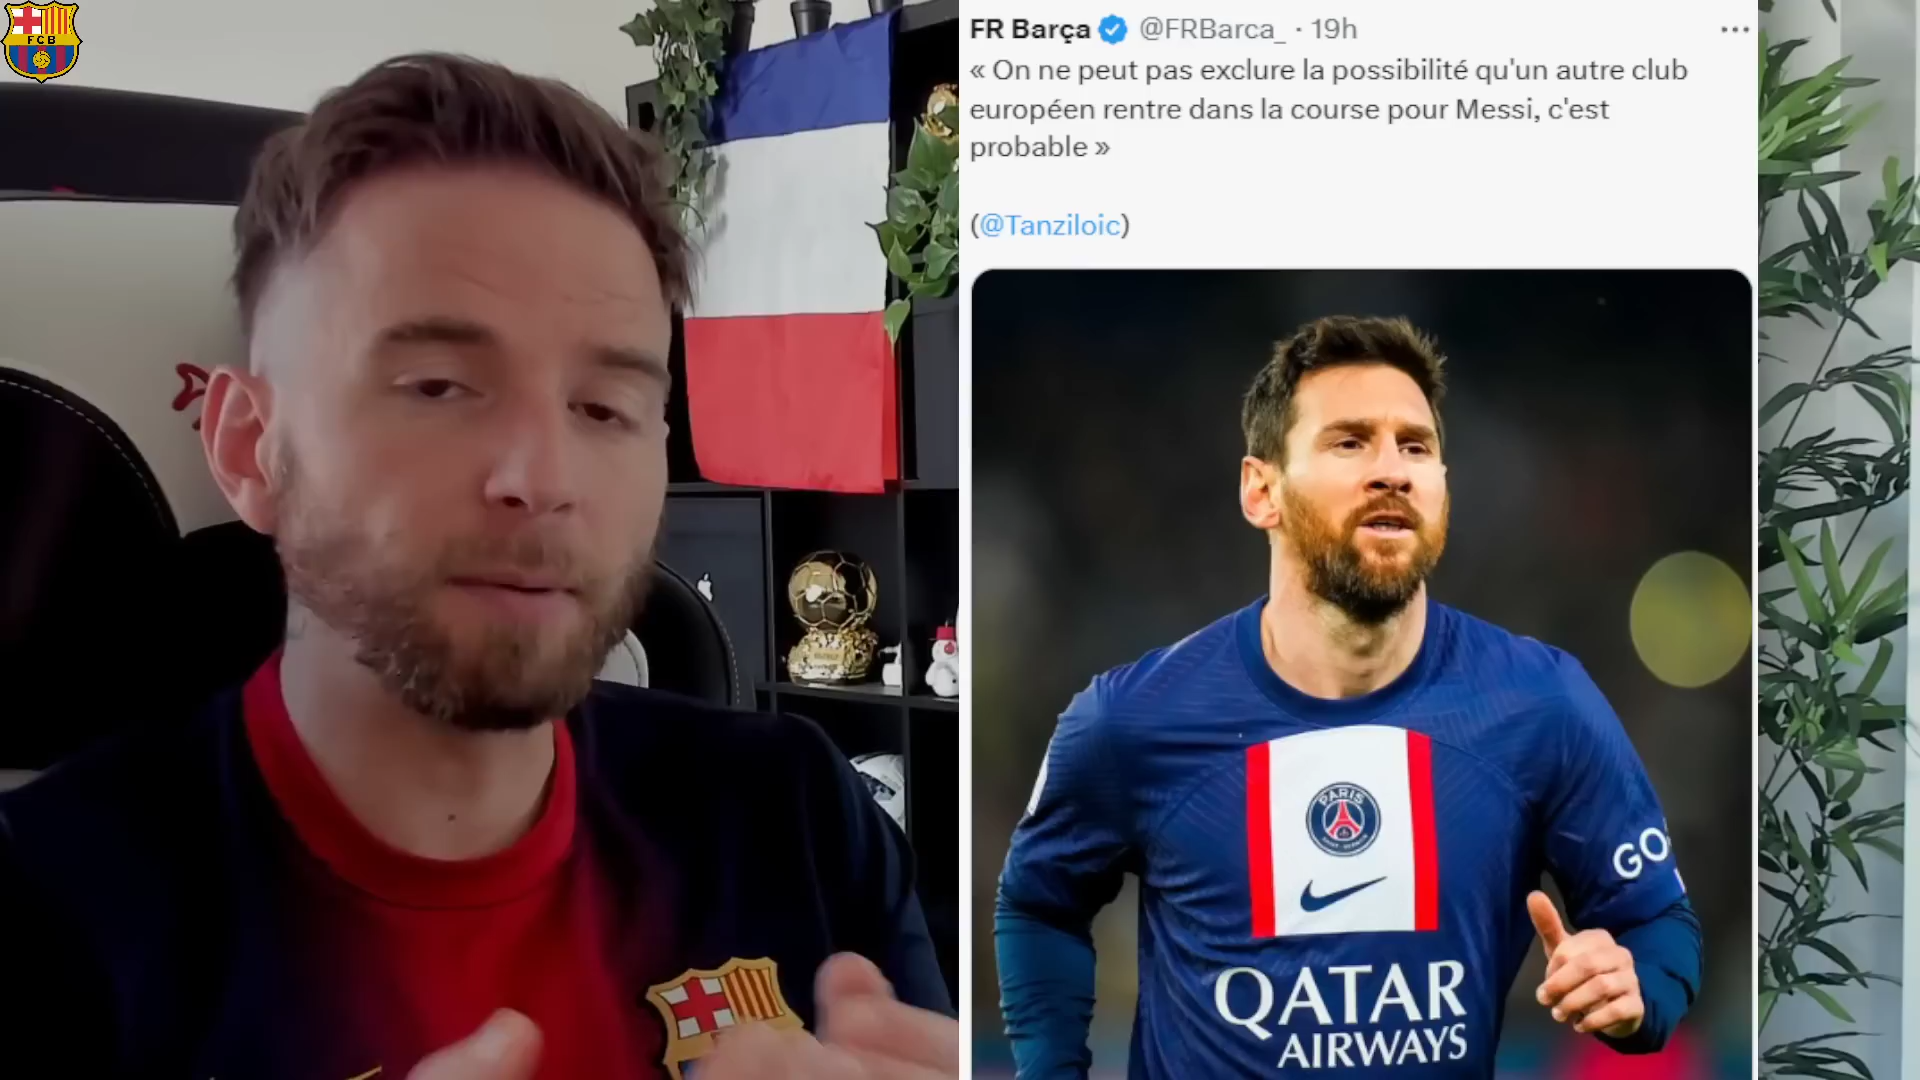 FCB
FR Barça @FRBarca_ · 19h
« On ne peut pas exclure la possibilité qu'un autre club
européen rentre dans la course pour Messi, c'est
probable »
(@Tanziloic)
PARIS
GO
QATAR
AIRWAYS